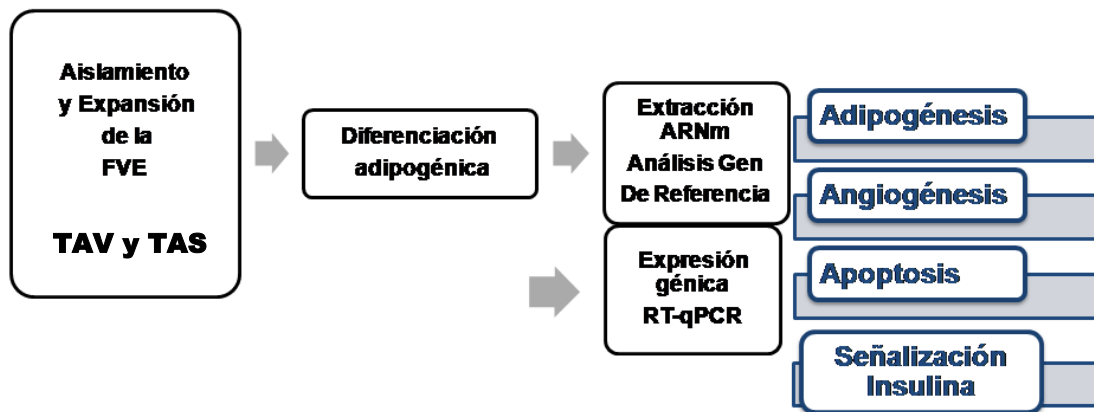 Aislamiento
y Expansión
de la
FVE
TAV y TAS
Diferenciación
adipogénica
Extracción
ARNm
Análisis Gen
De Referencia
Expresión
génica
RT-qPCR
Adipogénesis
Angiogénesis
Apoptosis
Señalización
Insulina